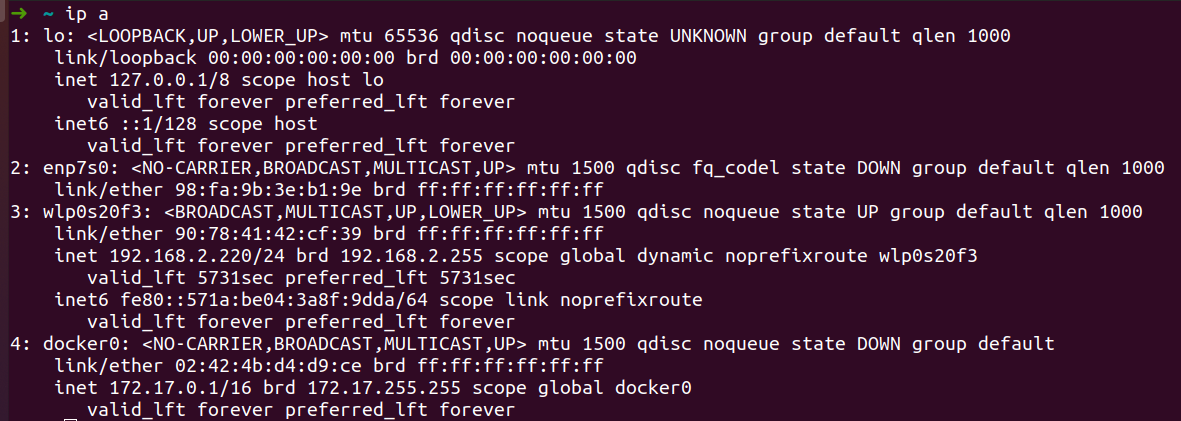 ➜ ~ ip a
1: lo: <LOOPBACK,UP,LOWER_UP> mtu 65536 qdisc noqueue state UNKNOWN group default qlen 1000
    link/loopback 00:00:00:00:00:00 brd 00:00:00:00:00:00
    inet 127.0.0.1/8 scope host lo
       valid_lft forever preferred_lft forever
    inet6 ::1/128 scope host
       valid_lft forever preferred_lft forever
2: enp7s0: <NO-CARRIER,BROADCAST,MULTICAST,UP> mtu 1500 qdisc fq_codel state DOWN group default qlen 1000
    link/ether 98:fa:9b:3e:b1:9e brd ff:ff:ff:ff:ff:ff
3: wlp0s20f3: <BROADCAST,MULTICAST,UP,LOWER_UP> mtu 1500 qdisc noqueue state UP group default qlen 1000
    link/ether 90:78:41:42:cf:39 brd ff:ff:ff:ff:ff:ff
    inet 192.168.2.220/24 brd 192.168.2.255 scope global dynamic noprefixroute wlp0s20f3
       valid_lft 5731sec preferred_lft 5731sec
    inet6 fe80::571a:be04:3a8f:9dda/64 scope link noprefixroute
       valid_lft forever preferred_lft forever
4: docker0: <NO-CARRIER,BROADCAST,MULTICAST,UP> mtu 1500 qdisc noqueue state DOWN group default
    link/ether 02:42:4b:d4:d9:ce brd ff:ff:ff:ff:ff:ff
    inet 172.17.0.1/16 brd 172.17.255.255 scope global docker0
       valid_lft forever preferred_lft forever